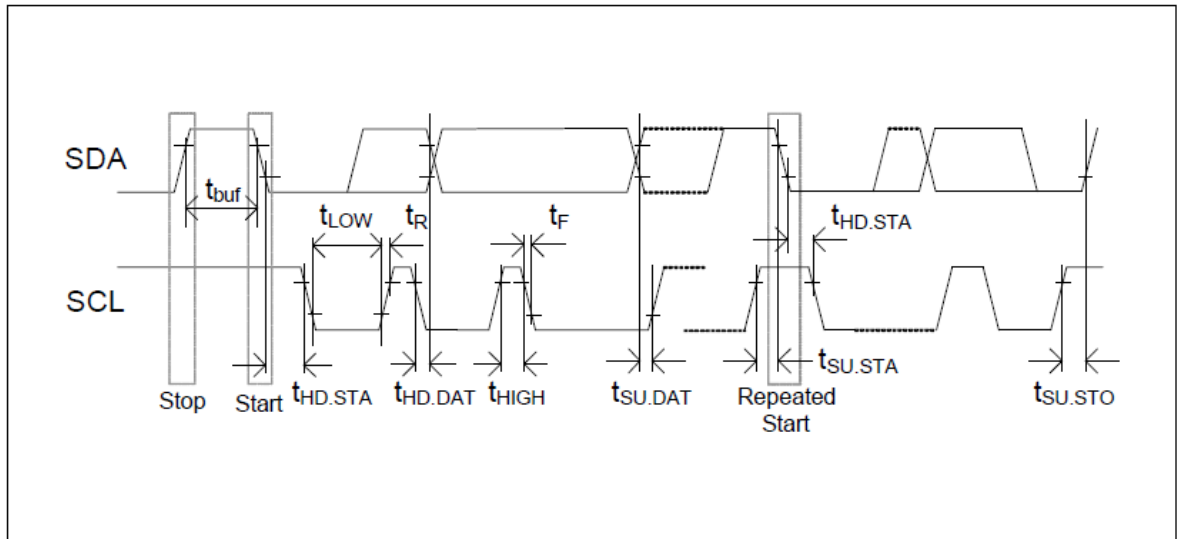 SDA
t_buf
t_LOW
t_R
t_F
t_HD.STA
SCL
t_HD.STA
t_HD.DAT
t_HIGH
t_SU.DAT
t_SU.STA
t_SU.STO
Stop
Start
Repeated
Start